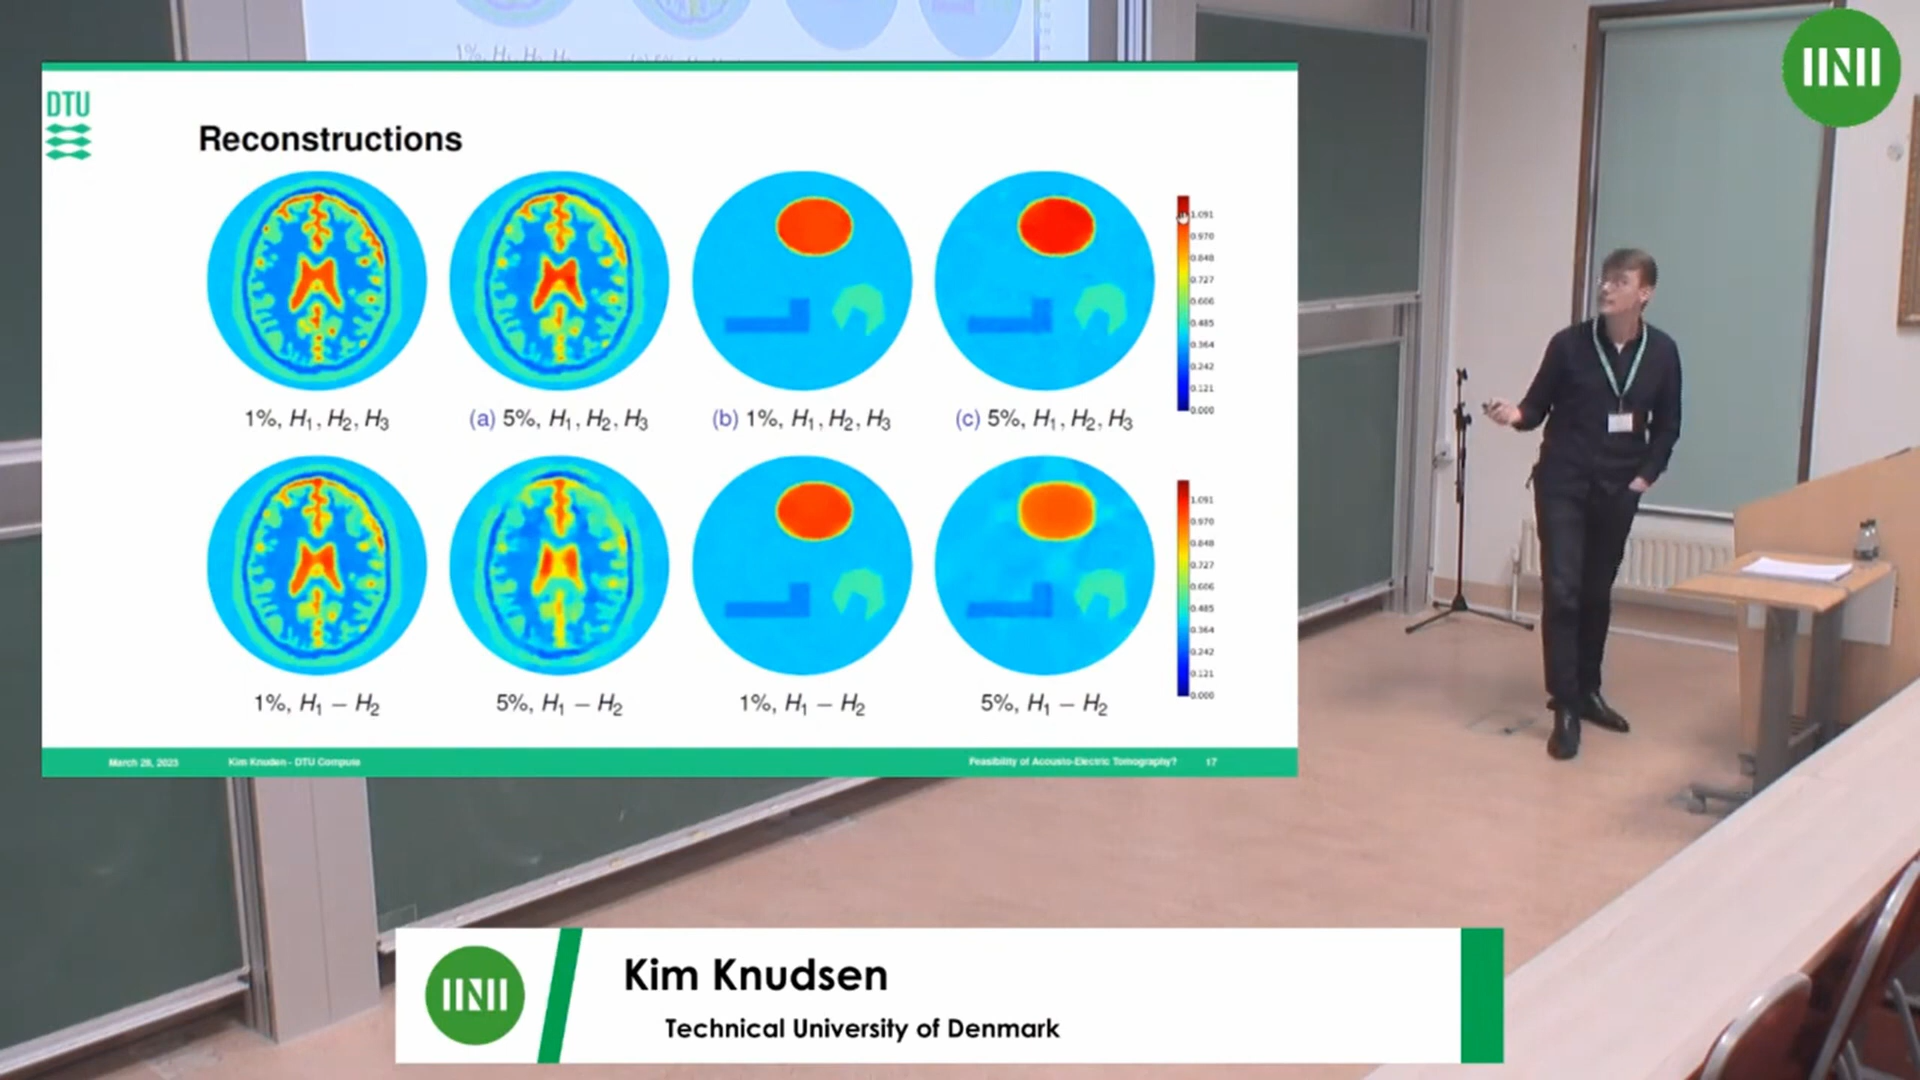 1%, H₁, H₂, H₃
DTU
Reconstructions
1%, H₁, H₂, H₃
(a) 5%, H₁, H₂, H₃
(b) 1%, H₁, H₂, H₃
(c) 5%, H₁, H₂, H₃
1.091
0.970
0.848
0.727
0.606
0.485
0.364
0.242
0.121
0.000
1%, H₁ − H₂
5%, H₁ − H₂
1%, H₁ − H₂
5%, H₁ − H₂
1.091
0.970
0.848
0.727
0.606
0.485
0.364
0.242
0.121
0.000
March 28, 2023 Kim Knudsen - DTU Compute Feasibility of Acousto-Electric Tomography? 17
Kim Knudsen
Technical University of Denmark